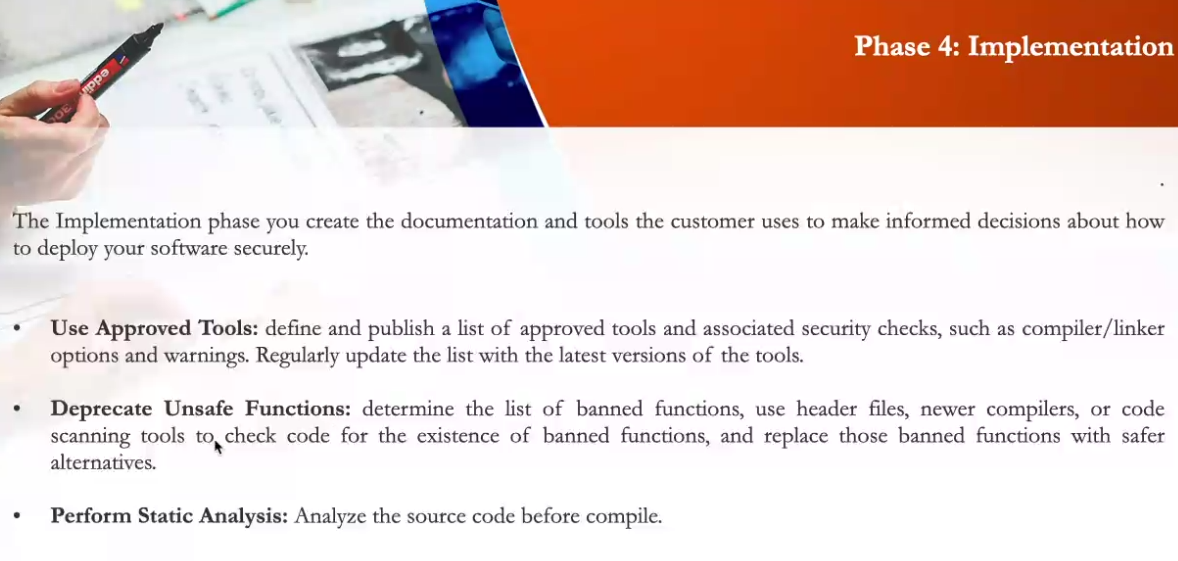 Phase 4: Implementation
The Implementation phase you create the documentation and tools the customer uses to make informed decisions about how
to deploy your software securely.
• Use Approved Tools: define and publish a list of approved tools and associated security checks, such as compiler/linker
options and warnings. Regularly update the list with the latest versions of the tools.
• Deprecate Unsafe Functions: determine the list of banned functions, use header files, newer compilers, or code
scanning tools to check code for the existence of banned functions, and replace those banned functions with safer
alternatives.
• Perform Static Analysis: Analyze the source code before compile.